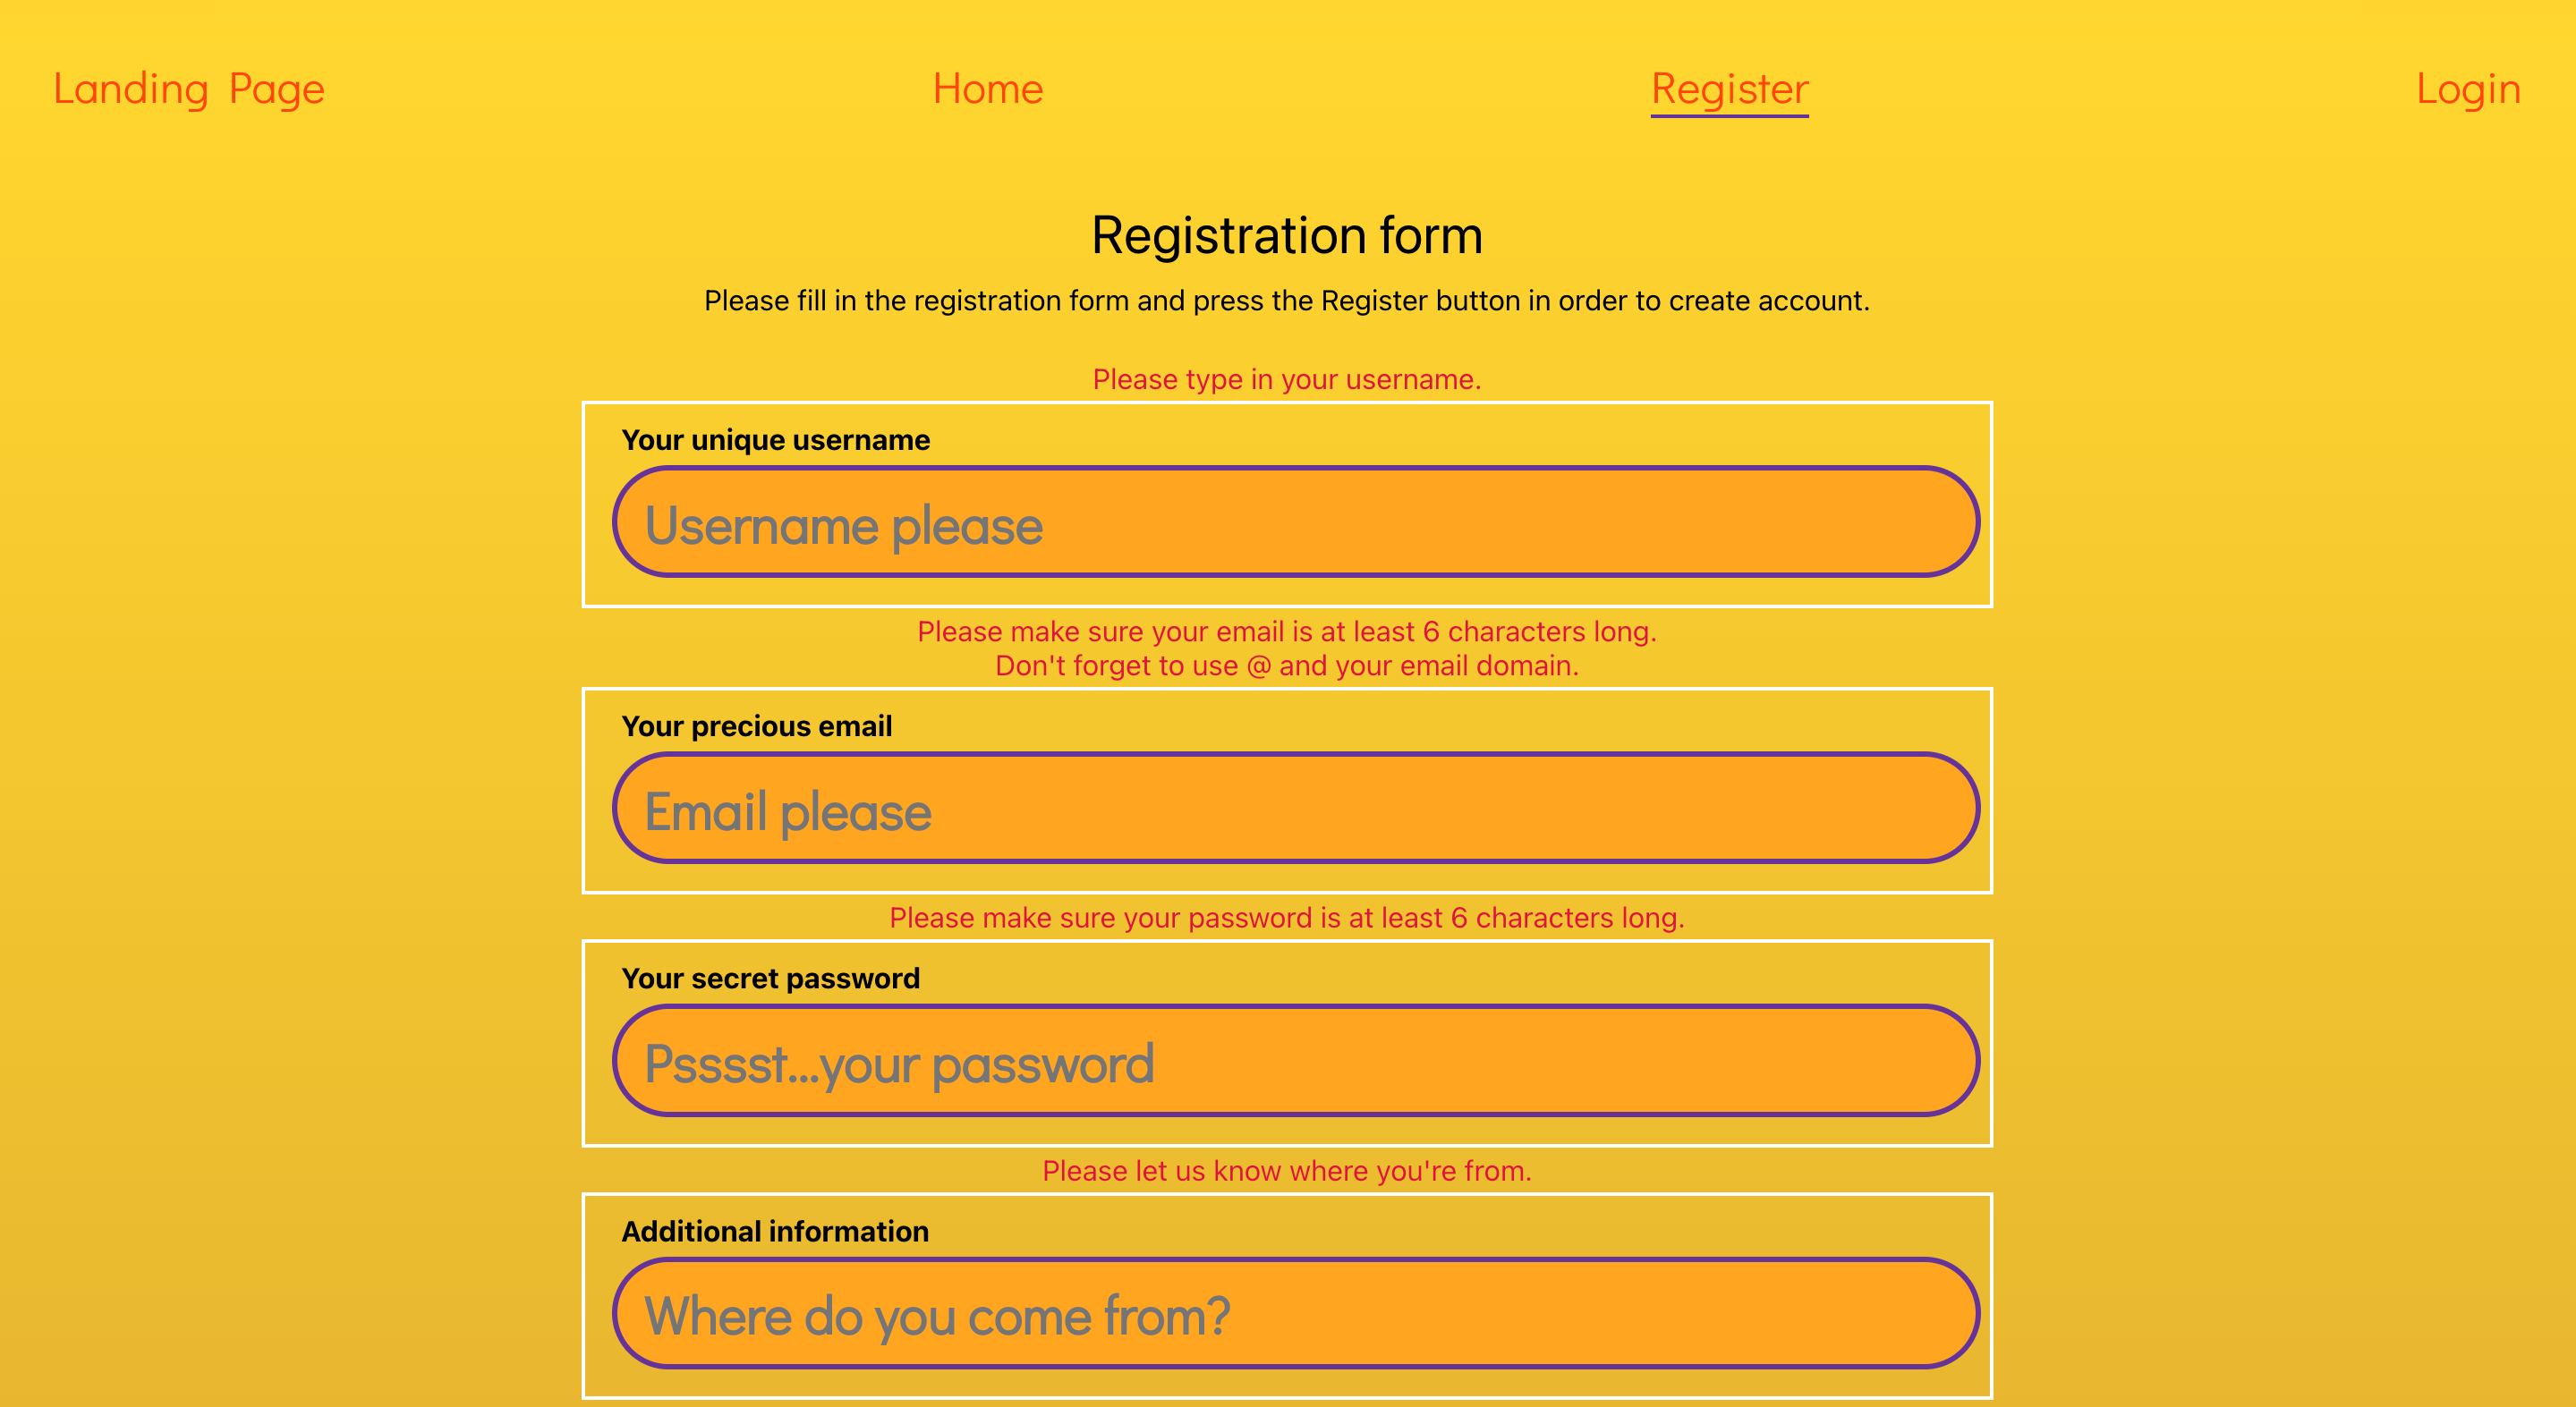 Landing Page
Home
Register
Login
Registration form
Please fill in the registration form and press the Register button in order to create account.
Please type in your username.
Your unique username
Username please
Please make sure your email is at least 6 characters long.
Don't forget to use @ and your email domain.
Your precious email
Email please
Please make sure your password is at least 6 characters long.
Your secret password
Psssst...your password
Please let us know where you're from.
Additional information
Where do you come from?